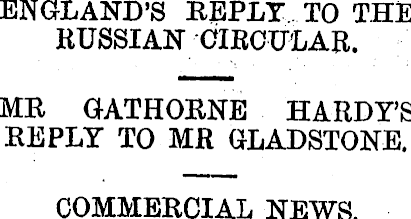 ENGLAND'S REPLY TO THE
RUSSIAN CIRCULAR.
MR GATHORNE HARDY'S
REPLY TO MR GLADSTONE.
COMMERCIAL NEWS.